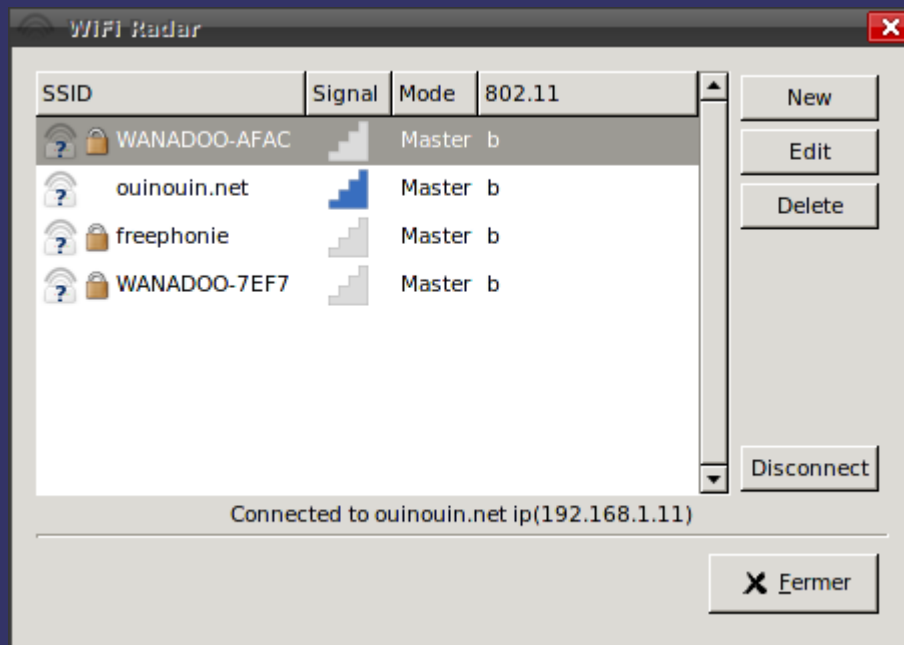 WiFi Radar
SSID Signal Mode 802.11
WANADOO-AFAC Master b
ouinouin.net Master b
freephonie Master b
WANADOO-7EF7 Master b
New
Edit
Delete
Disconnect
Connected to ouinouin.net ip(192.168.1.11)
Fermer